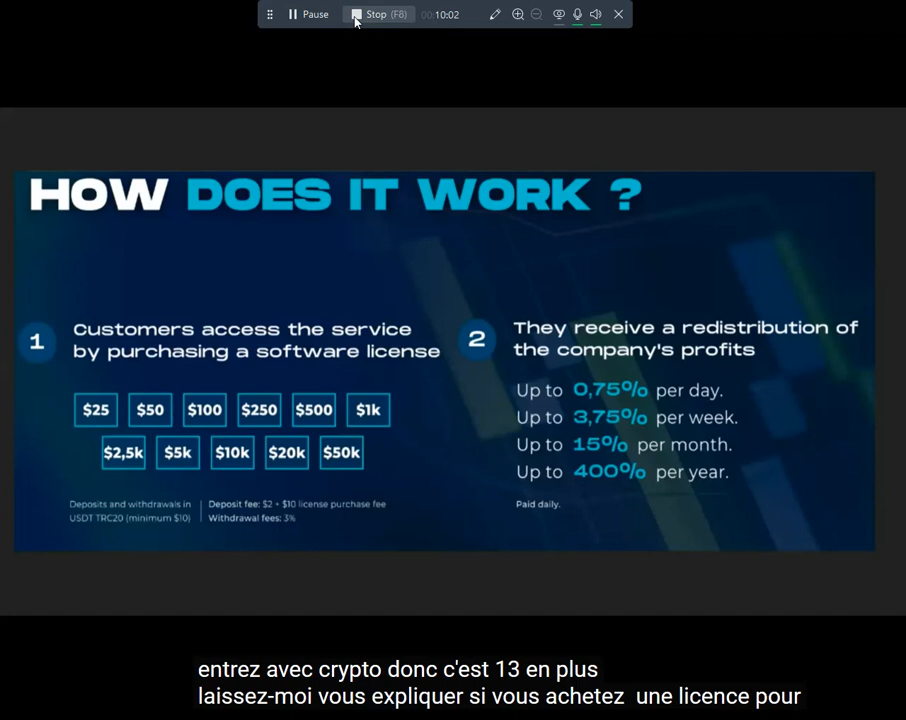 Pause
Stop (F8)
00:10:02
HOW DOES IT WORK ?
1
Customers access the service
by purchasing a software license
$25 $50 $100 $250 $500 $1k
$2,5k $5k $10k $20k $50k
Deposits and withdrawals in
USDT TRC20 (minimum $10)
Deposit fee: $2 + $10 license purchase fee
Withdrawal fees: 3%
2
They receive a redistribution of
the company's profits
Up to 0,75% per day.
Up to 3,75% per week.
Up to 15% per month.
Up to 400% per year.
Paid daily.
entrez avec crypto donc c'est 13 en plus
laissez-moi vous expliquer si vous achetez une licence pour